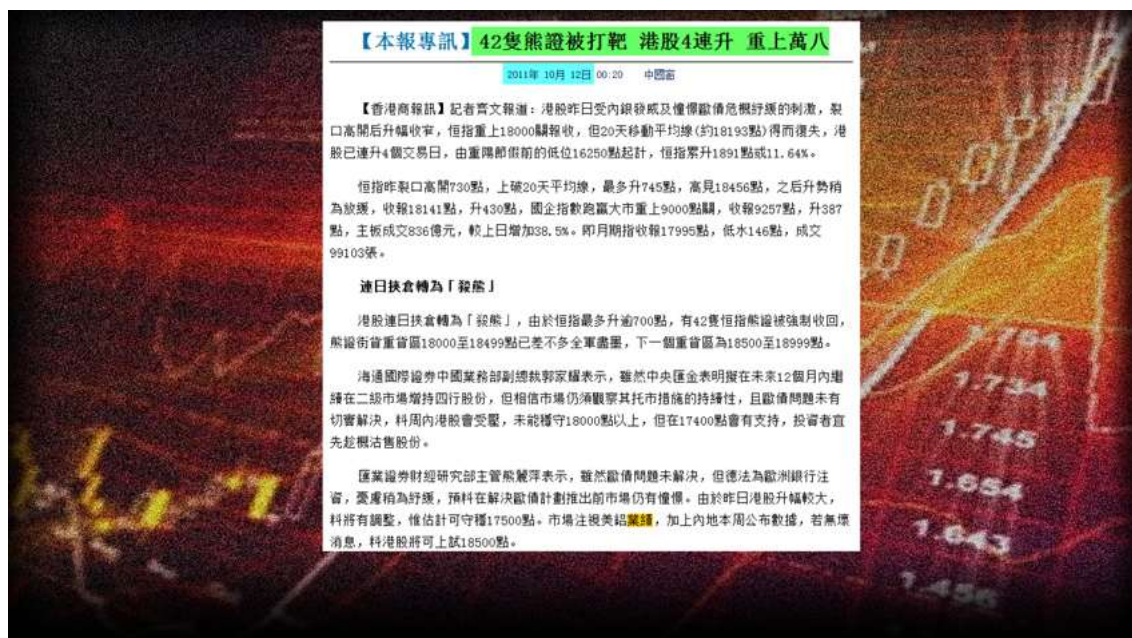 【本報專訊】42隻熊證被打靶 港股4連升 重上萬八
2011年 10月 12日 00:20 中國窗
【香港商報訊】記者齊文報道：港股昨日受內銀發威及憧憬歐債危機紓緩的刺激，裂
口高開后升幅收窄，恒指重上18000關報收，但20天移動平均線(約18193點)得而復失，港
股已連升4個交易日，由重陽節假前的低位16250點起計，恒指累升1891點或11.64%。
恒指昨裂口高開730點，上破20天平均線，最多升745點，高見18456點，之后升勢稍
為放緩，收報18141點，升430點，國企指數跑贏大市重上9000點關，收報9257點，升387
點，主板成交836億元，較上日增加38.5%。即月期指收報17995點，低水146點，成交
99103張。
連日挾倉轉為「殺熊」
港股連日挾倉轉為「殺熊」，由於恒指最多升逾700點，有42隻恒指熊證被強制收回，
熊證街貨重貨區18000至18499點已差不多全軍盡墨，下一個重貨區為18500至18999點。
海通國際證券中國業務部副總裁郭家耀表示，雖然中央匯金表明擬在未來12個月內繼
續在二級市場增持四行股份，但相信市場仍須觀察其托市措施的持續性，且歐債問題未有
切實解決，料周內港股會受壓，未能穩守18000點以上，但在17400點會有支持，投資者宜
先趁機沽售股份。
匯業證券財經研究部主管熊麗萍表示，雖然歐債問題未解決，但德法為歐洲銀行注
資，憂慮稍為紓緩，預料在解決歐債計劃推出前市場仍有憧憬。由於昨日港股升幅較大，
料將有調整，惟估計可守穩17500點。市場注視美鋁業績，加上內地本周公布數據，若無壞
消息，料港股將可上試18500點。
1.734
1.745
1.654
1.643
1.456